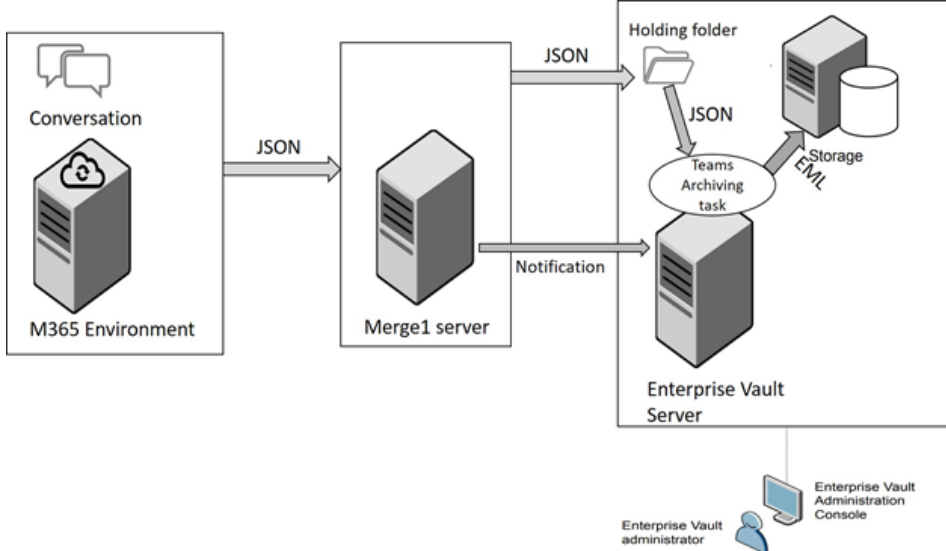 Conversation
M365 Environment
JSON
Merge1 server
JSON
Notification
Holding folder
JSON
Teams
Archiving
task
EML
Storage
Enterprise Vault
Server
Enterprise Vault
Administration
Console
Enterprise Vault
administrator